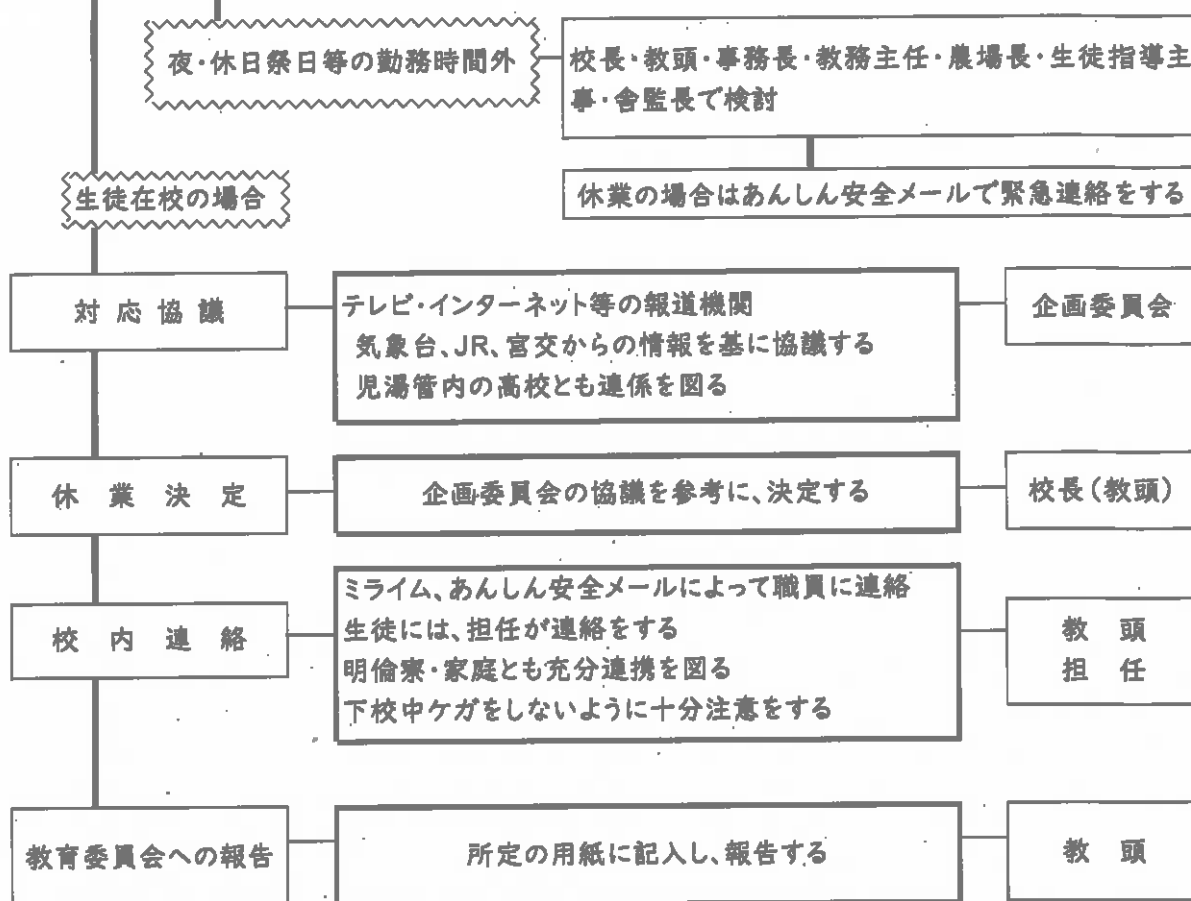 夜・休日祭日等の勤務時間外
校長・教頭・事務長・教務主任・農場長・生徒指導主
事・舎監長で検討
生徒在校の場合
休業の場合はあんしん安全メールで緊急連絡をする
対応協議
テレビ・インターネット等の報道機関
気象台、JR、宮交からの情報を基に協議する
児湯管内の高校とも連係を図る
企画委員会
休業決定
企画委員会の協議を参考に、決定する
校長(教頭)
校内連絡
ミライム、あんしん安全メールによって職員に連絡
生徒には、担任が連絡をする
明倫寮・家庭とも充分連携を図る
下校中ケガをしないように十分注意をする
教頭
担任
教育委員会への報告
所定の用紙に記入し、報告する
教頭